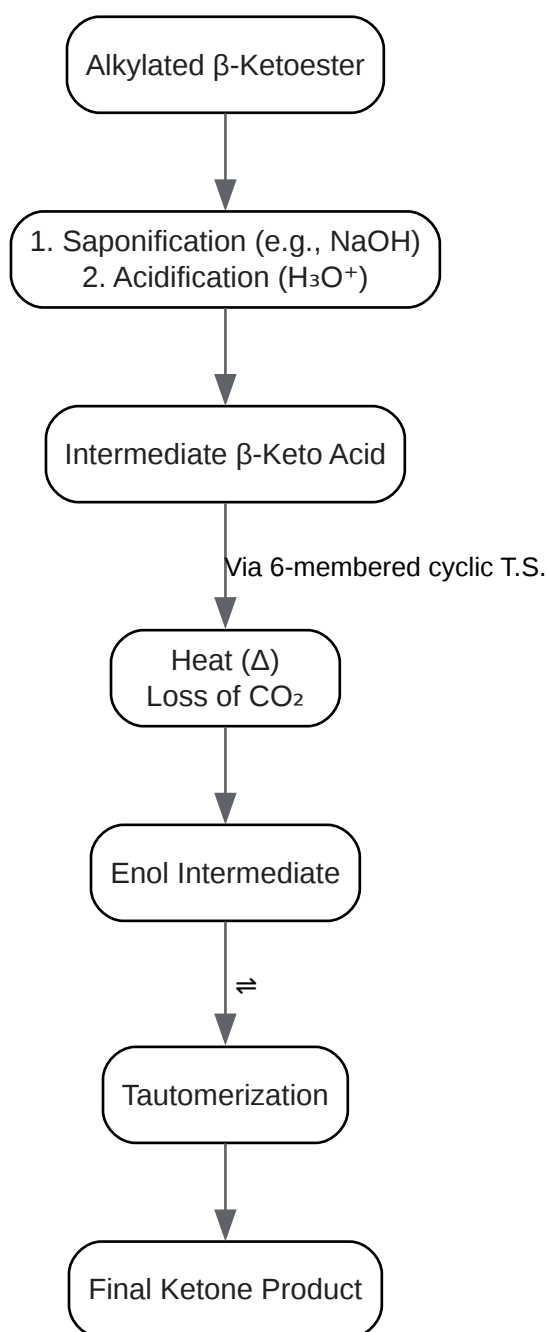 Alkylated β-Ketoester
1. Saponification (e.g., NaOH)
2. Acidification (H₃O⁺)
Intermediate β-Keto Acid
Via 6-membered cyclic T.S.
Heat (Δ)
Loss of CO₂
Enol Intermediate
⇌
Tautomerization
Final Ketone Product